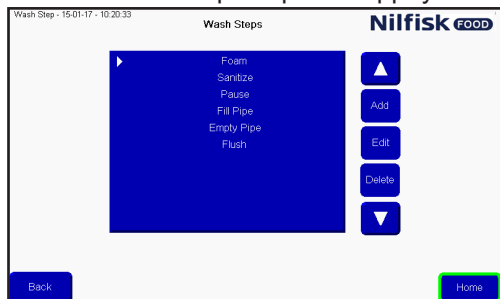 Wash Step - 15-01-17 - 10:20:33
Wash Steps
Nilfisk FOOD
Foam
Sanitize
Pause
Fill Pipe
Empty Pipe
Flush
Add
Edit
Delete
Back
Home